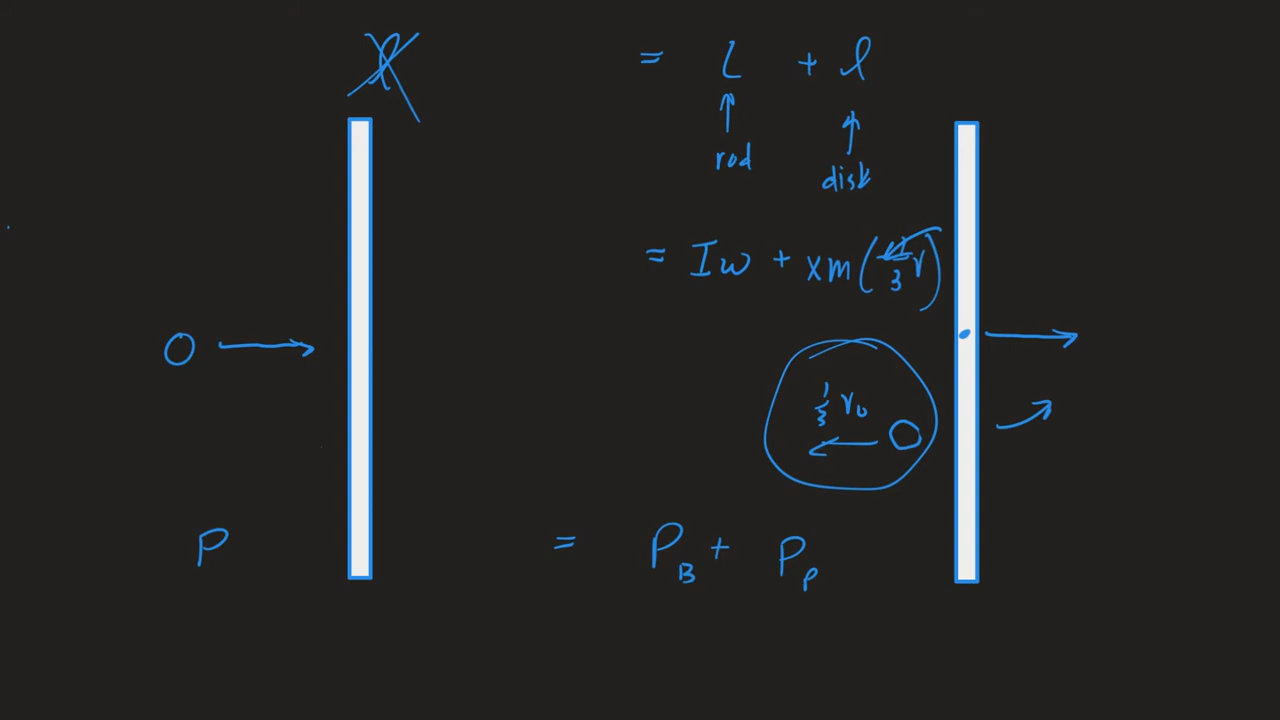 l
= L + l
rod
disk
= Iω + xm(-1/3 v)
1/3 v₀
P = P_B + P_P